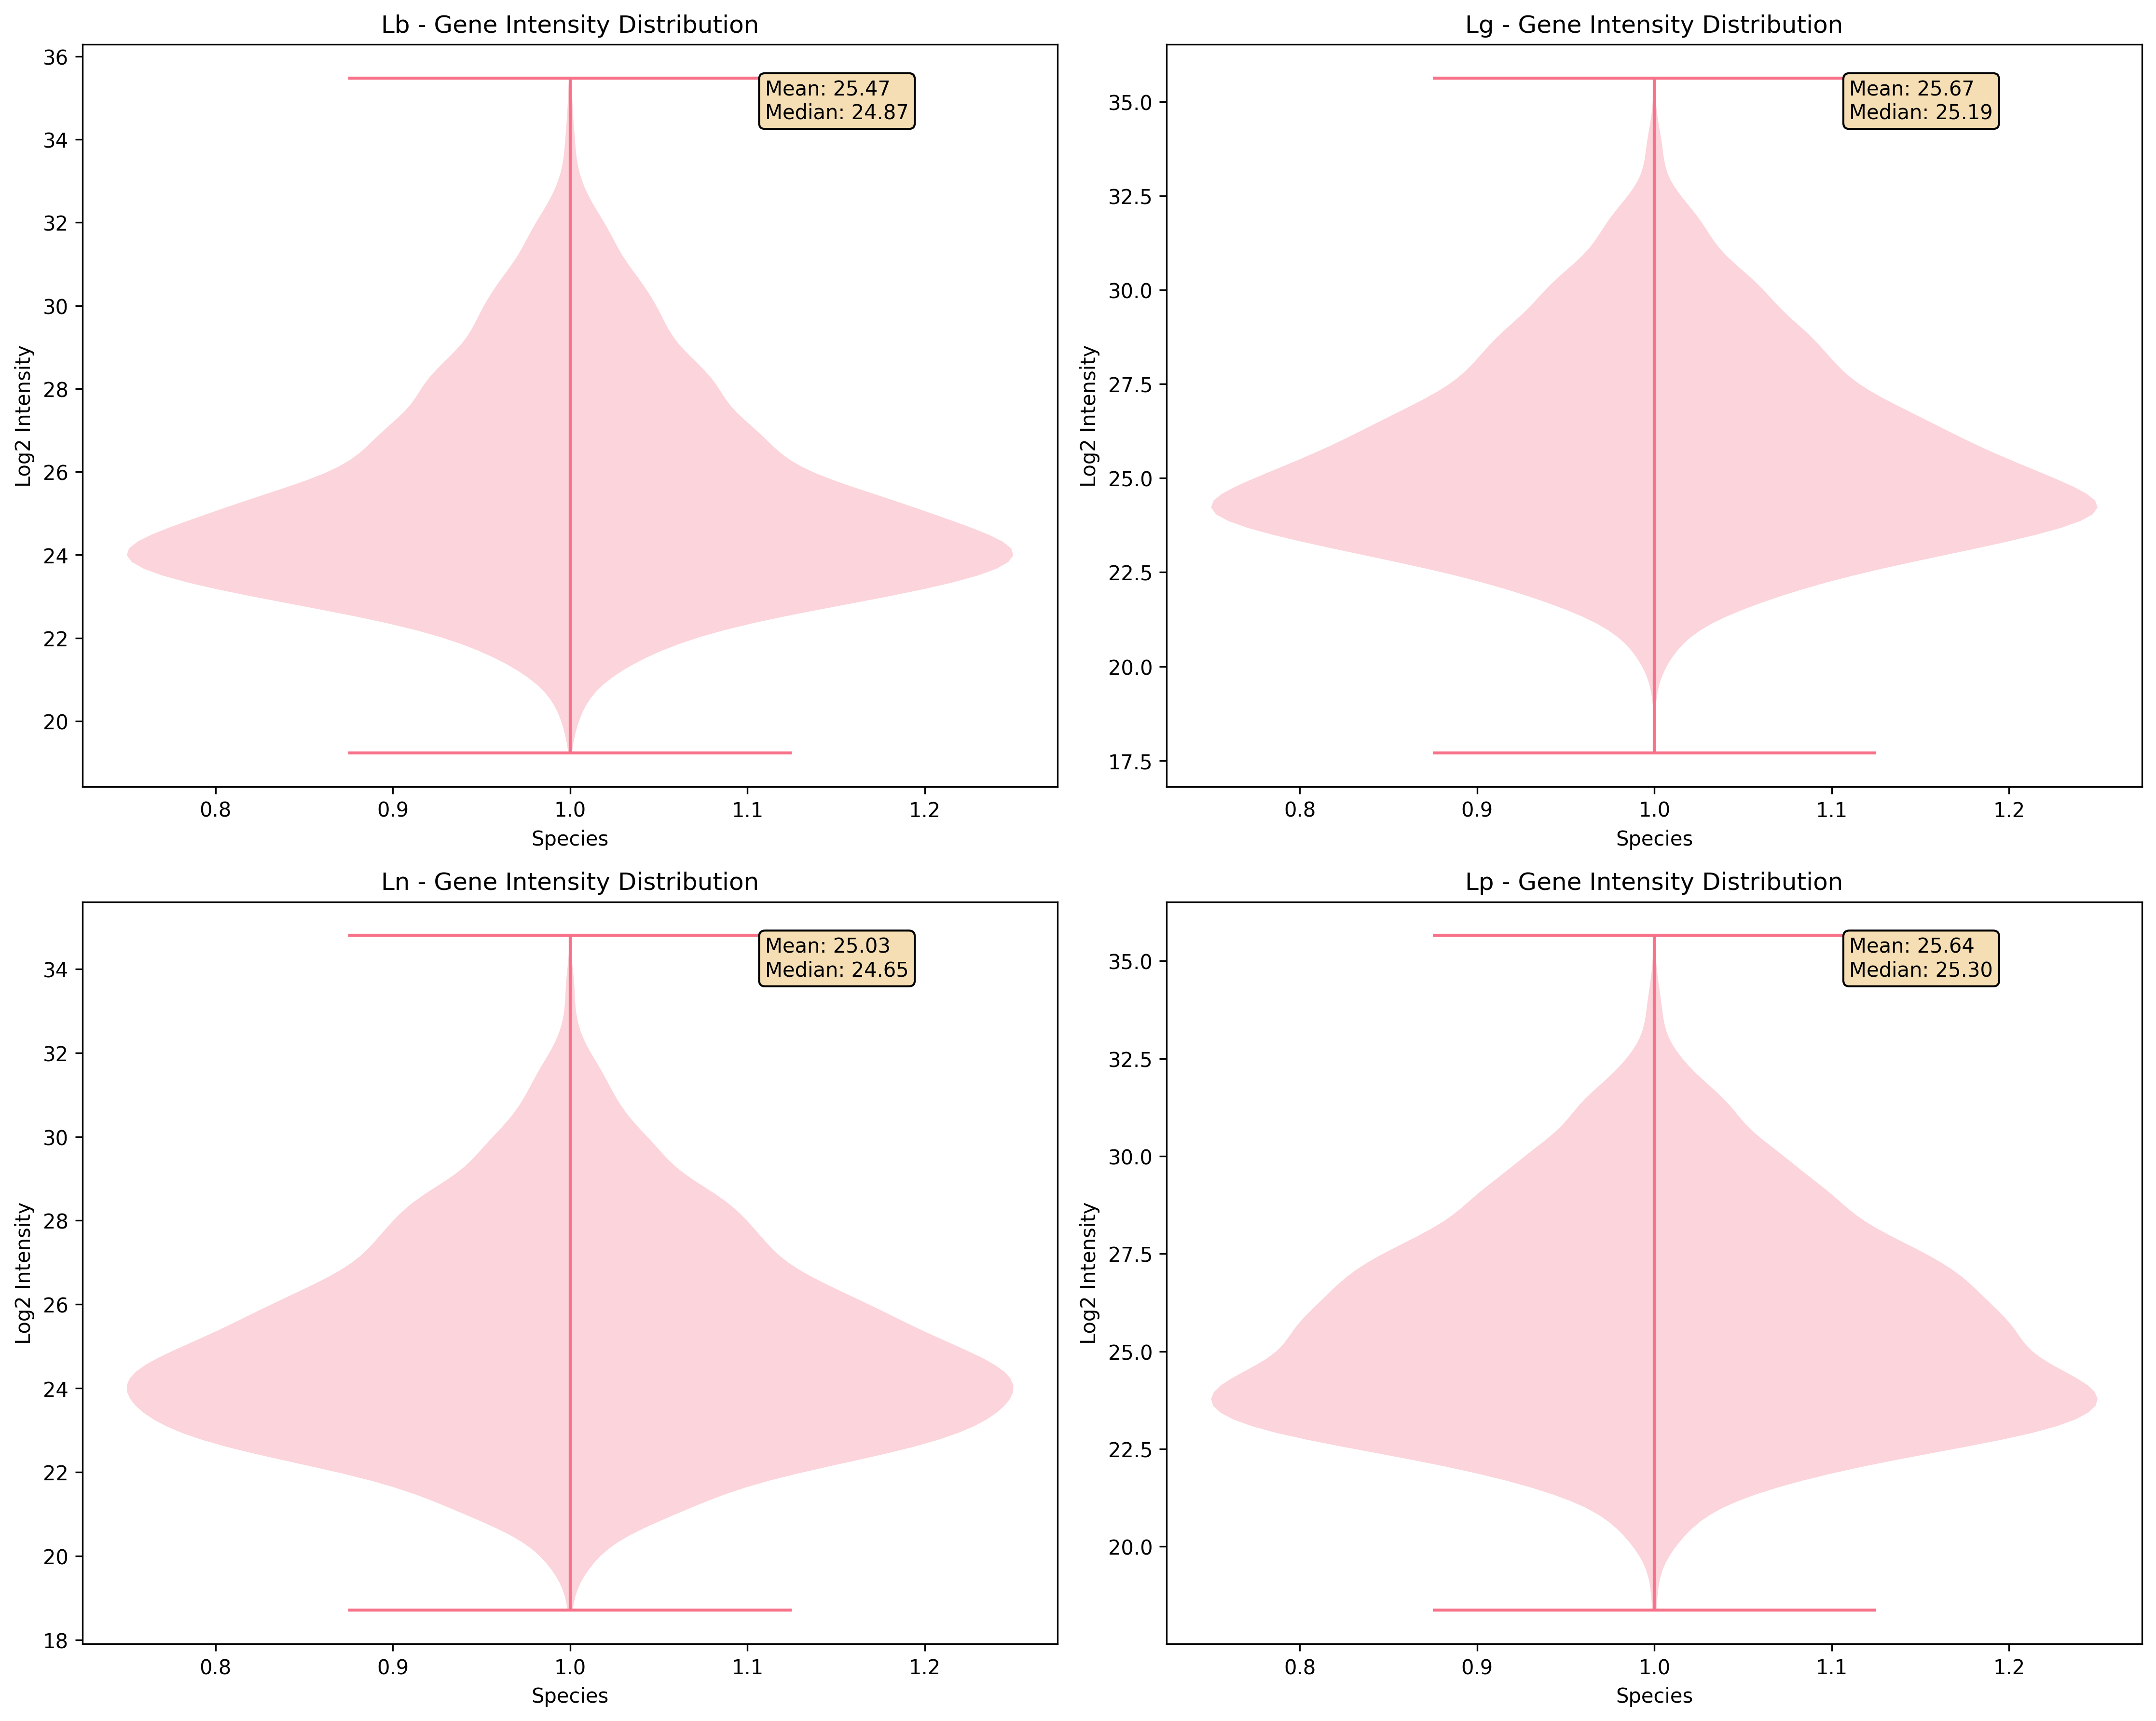 Lb - Gene Intensity Distribution
Mean: 25.47
Median: 24.87
Log2 Intensity
36
34
32
30
28
26
24
22
20
0.8 0.9 1.0 1.1 1.2
Species
Lg - Gene Intensity Distribution
Mean: 25.67
Median: 25.19
Log2 Intensity
35.0
32.5
30.0
27.5
25.0
22.5
20.0
17.5
0.8 0.9 1.0 1.1 1.2
Species
Ln - Gene Intensity Distribution
Mean: 25.03
Median: 24.65
Log2 Intensity
34
32
30
28
26
24
22
20
18
0.8 0.9 1.0 1.1 1.2
Species
Lp - Gene Intensity Distribution
Mean: 25.64
Median: 25.30
Log2 Intensity
35.0
32.5
30.0
27.5
25.0
22.5
20.0
0.8 0.9 1.0 1.1 1.2
Species